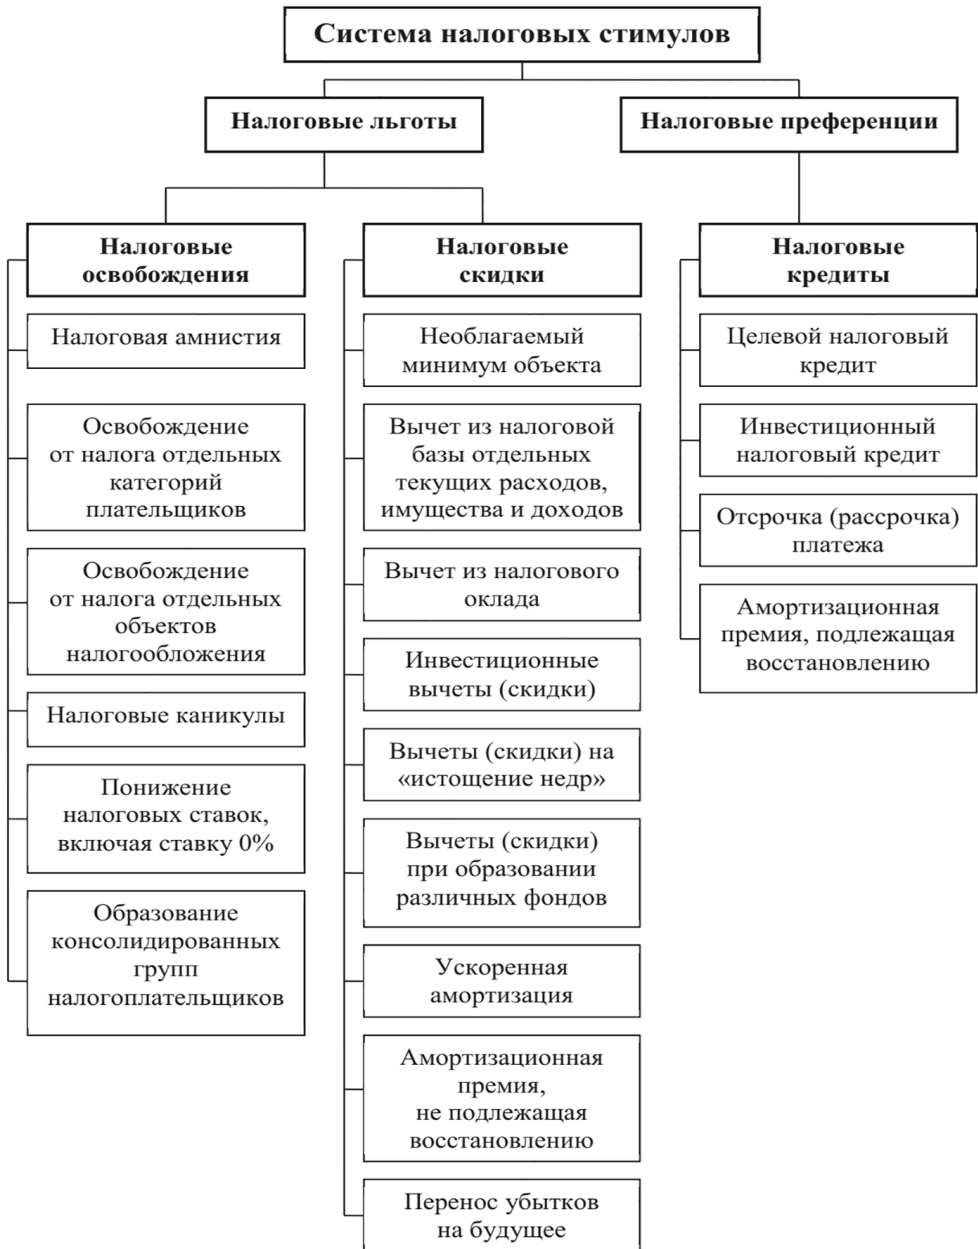 Система налоговых стимулов
Налоговые льготы
Налоговые преференции
Налоговые
освобождения
Налоговая амнистия
Освобождение
от налога отдельных
категорий
плательщиков
Освобождение
от налога отдельных
объектов
налогообложения
Налоговые каникулы
Понижение
налоговых ставок,
включая ставку 0%
Образование
консолидированных
групп
налогоплательщиков
Налоговые
скидки
Необлагаемый
минимум объекта
Вычет из налоговой
базы отдельных
текущих расходов,
имущества и доходов
Вычет из налогового
оклада
Инвестиционные
вычеты (скидки)
Вычеты (скидки) на
«истощение недр»
Вычеты (скидки)
при образовании
различных фондов
Ускоренная
амортизация
Амортизационная
премия,
не подлежащая
восстановлению
Перенос убытков
на будущее
Налоговые
кредиты
Целевой налоговый
кредит
Инвестиционный
налоговый кредит
Отсрочка (рассрочка)
платежа
Амортизационная
премия, подлежащая
восстановлению